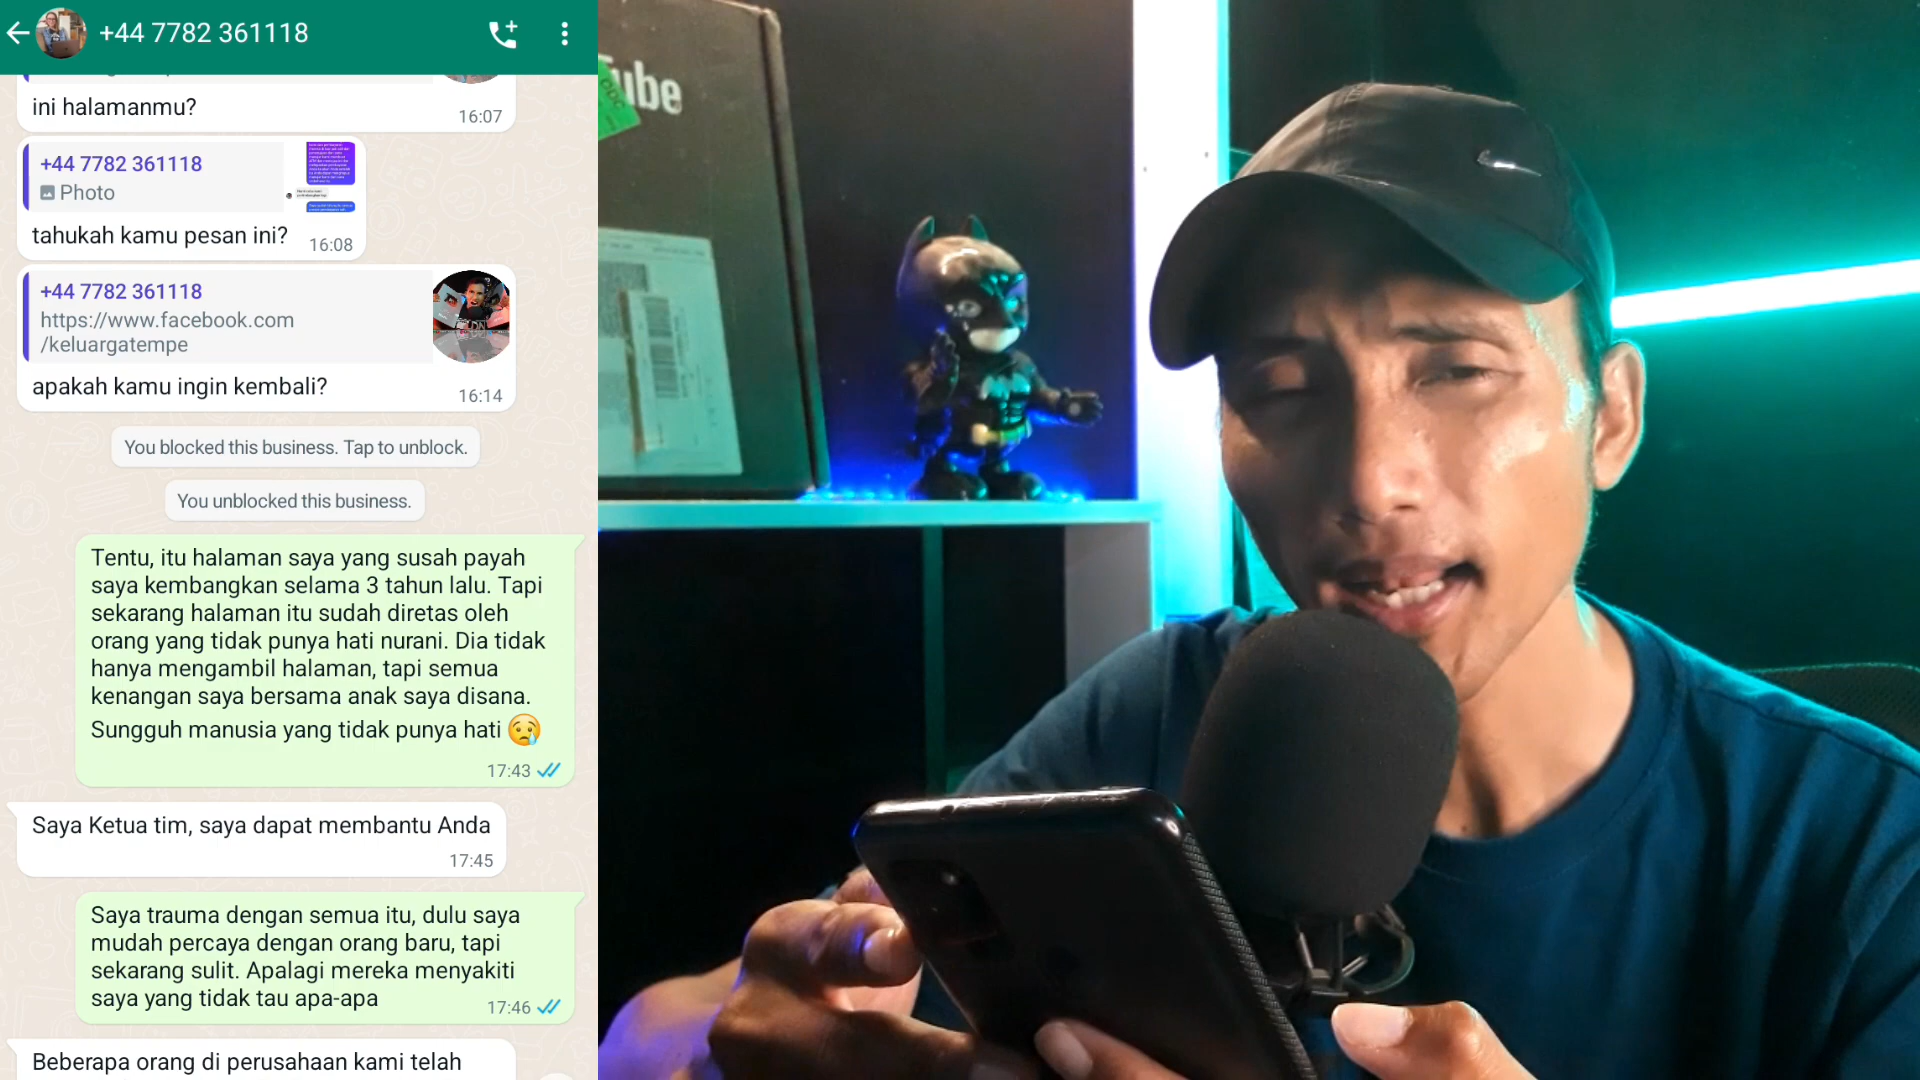 +44 7782 361118
ini halamanmu?
16:07
+44 7782 361118
Photo
tahukah kamu pesan ini?
16:08
+44 7782 361118
https://www.facebook.com
/keluargatempe
apakah kamu ingin kembali?
16:14
You blocked this business. Tap to unblock.
You unblocked this business.
Tentu, itu halaman saya yang susah payah
saya kembangkan selama 3 tahun lalu. Tapi
sekarang halaman itu sudah diretas oleh
orang yang tidak punya hati nurani. Dia tidak
hanya mengambil halaman, tapi semua
kenangan saya bersama anak saya disana.
Sungguh manusia yang tidak punya hati 😢
17:43
Saya Ketua tim, saya dapat membantu Anda
17:45
Saya trauma dengan semua itu, dulu saya
mudah percaya dengan orang baru, tapi
sekarang sulit. Apalagi mereka menyakiti
saya yang tidak tau apa-apa
17:46
Beberapa orang di perusahaan kami telah
ube